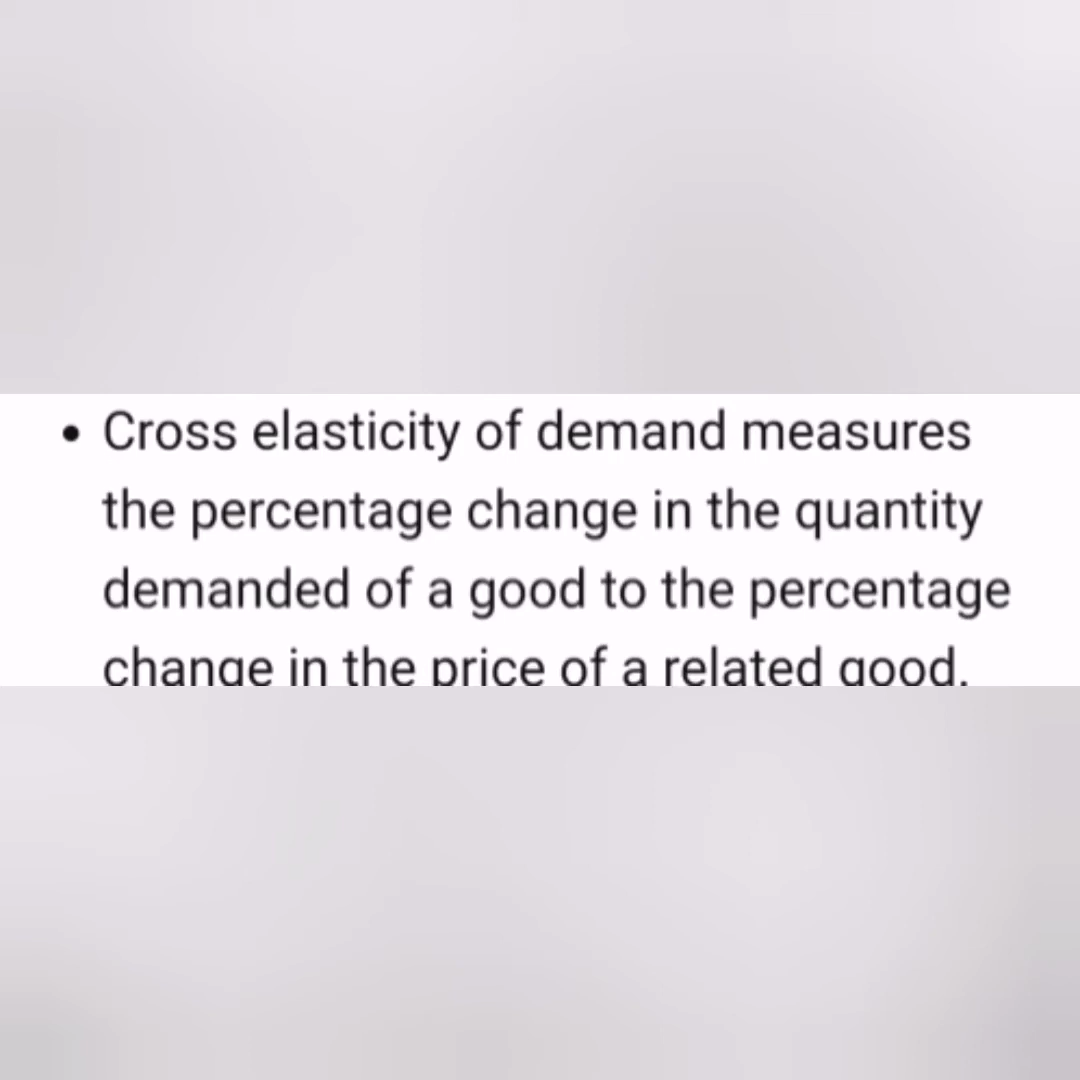 • Cross elasticity of demand measures
the percentage change in the quantity
demanded of a good to the percentage
change in the price of a related good.